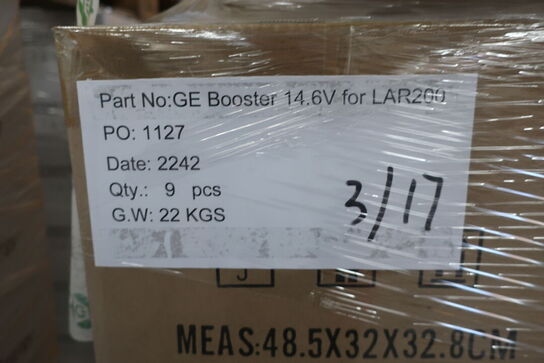 Part No:GE Booster 14.6V for LAR200
PO: 1127
Date: 2242
Qty.: 9 pcs
G.W: 22 KGS
3/17
MEAS:48.5X32X32.8CM